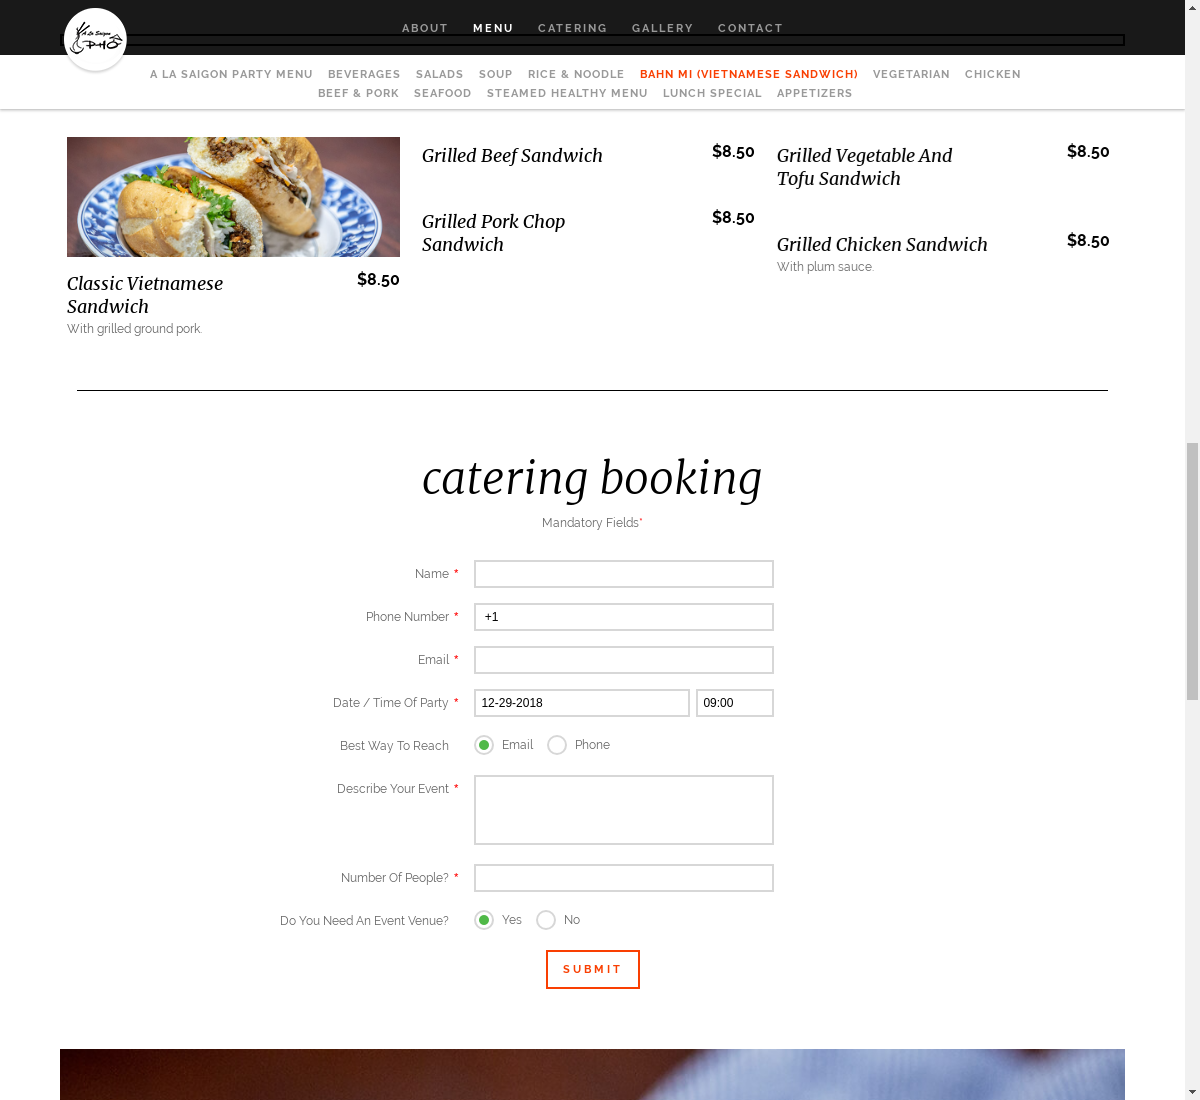 A La Saigon
PHO
ABOUT MENU CATERING GALLERY CONTACT
A LA SAIGON PARTY MENU BEVERAGES SALADS SOUP RICE & NOODLE BAHN MI (VIETNAMESE SANDWICH) VEGETARIAN CHICKEN
BEEF & PORK SEAFOOD STEAMED HEALTHY MENU LUNCH SPECIAL APPETIZERS
Classic Vietnamese $8.50
Sandwich
With grilled ground pork.
Grilled Beef Sandwich $8.50
Grilled Pork Chop $8.50
Sandwich
Grilled Vegetable And $8.50
Tofu Sandwich
Grilled Chicken Sandwich $8.50
With plum sauce.
catering booking
Mandatory Fields*
Name *
Phone Number * +1
Email *
Date / Time Of Party * 12-29-2018 09:00
Best Way To Reach Email Phone
Describe Your Event *
Number Of People? *
Do You Need An Event Venue? Yes No
SUBMIT